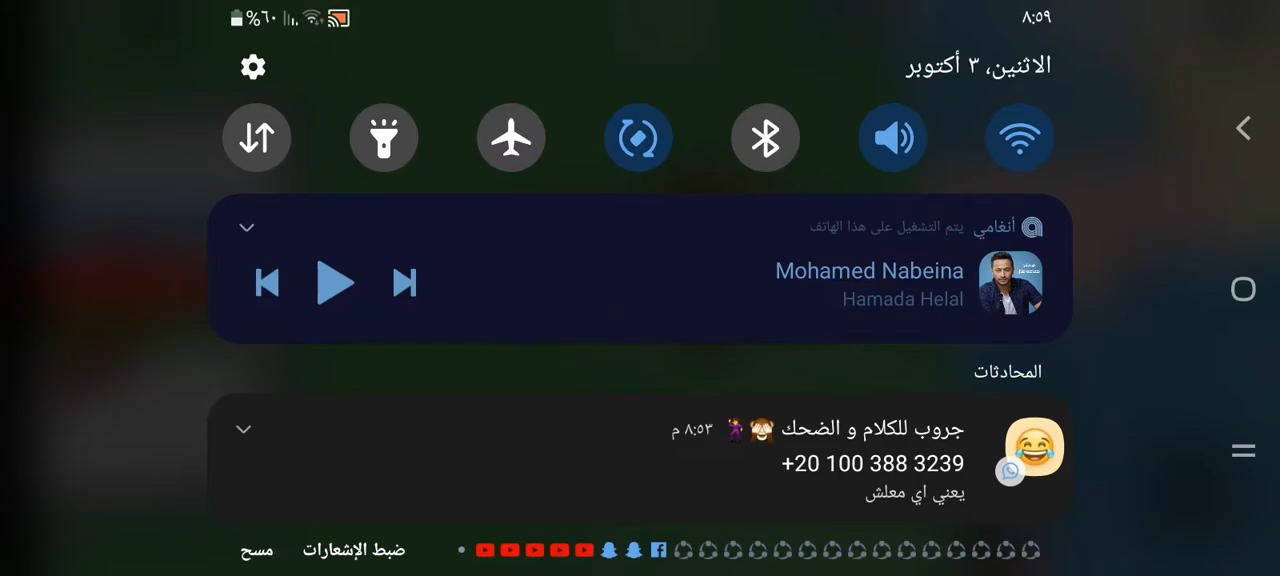 ٨:٥٩
%٦٠
الاثنين، ٣ أكتوبر
أنغامي يتم التشغيل على هذا الهاتف
Mohamed Nabeina
Hamada Helal
المحادثات
جروب للكلام و الضحك 🙈💃 ٨:٥٣ م
+20 100 388 3239
يعني اي معلش
ضبط الإشعارات
مسح